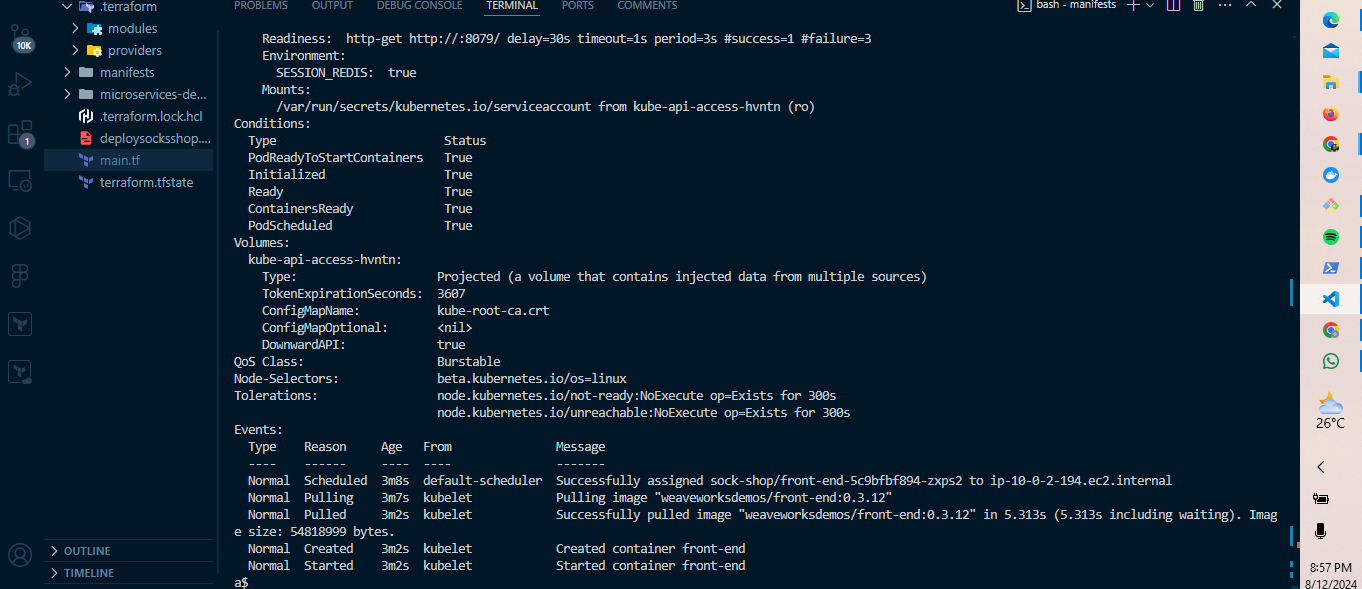 .terraform
modules
providers
manifests
microservices-de...
.terraform.lock.hcl
deploysocksshop....
main.tf
terraform.tfstate
OUTLINE
TIMELINE
10K
1
PROBLEMS OUTPUT DEBUG CONSOLE TERMINAL PORTS COMMENTS
bash - manifests
Readiness: http-get http://:8079/ delay=30s timeout=1s period=3s #success=1 #failure=3
Environment:
SESSION_REDIS: true
Mounts:
/var/run/secrets/kubernetes.io/serviceaccount from kube-api-access-hvntn (ro)
Conditions:
Type Status
PodReadyToStartContainers True
Initialized True
Ready True
ContainersReady True
PodScheduled True
Volumes:
kube-api-access-hvntn:
Type: Projected (a volume that contains injected data from multiple sources)
TokenExpirationSeconds: 3607
ConfigMapName: kube-root-ca.crt
ConfigMapOptional: <nil>
DownwardAPI: true
QoS Class: Burstable
Node-Selectors: beta.kubernetes.io/os=linux
Tolerations: node.kubernetes.io/not-ready:NoExecute op=Exists for 300s
node.kubernetes.io/unreachable:NoExecute op=Exists for 300s
Events:
Type Reason Age From Message
---- ------ ---- ---- -------
Normal Scheduled 3m8s default-scheduler Successfully assigned sock-shop/front-end-5c9bfbf894-zxps2 to ip-10-0-2-194.ec2.internal
Normal Pulling 3m7s kubelet Pulling image "weaveworksdemos/front-end:0.3.12"
Normal Pulled 3m2s kubelet Successfully pulled image "weaveworksdemos/front-end:0.3.12" in 5.313s (5.313s including waiting). Imag
e size: 54818999 bytes.
Normal Created 3m2s kubelet Created container front-end
Normal Started 3m2s kubelet Started container front-end
a$
26°C
8:57 PM
8/12/2024